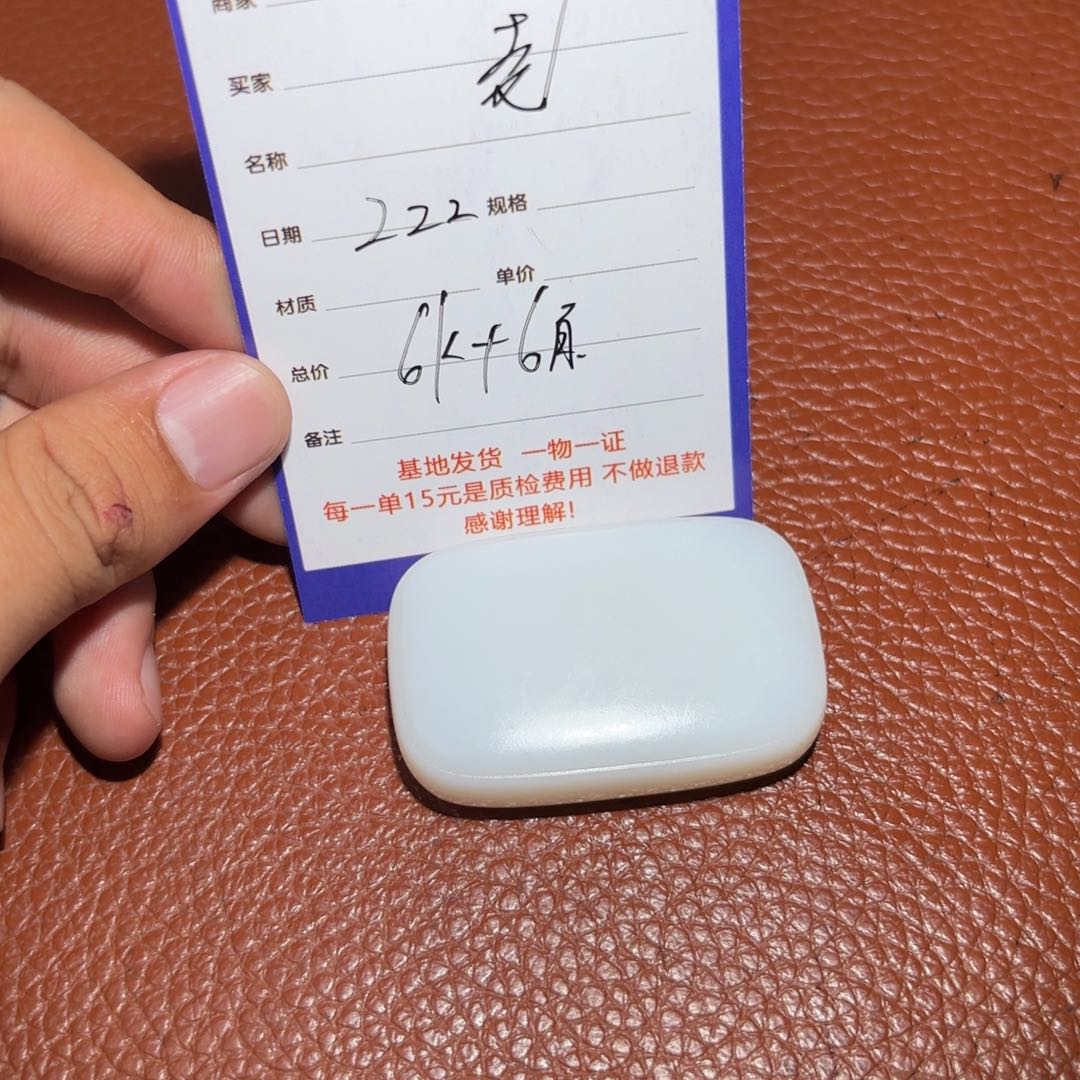 商家
买家
名称
日期 222 规格
材质 单价
总价 6k+6
备注
基地发货 一物一证
每一单15元是质检费用 不做退款
感谢理解!